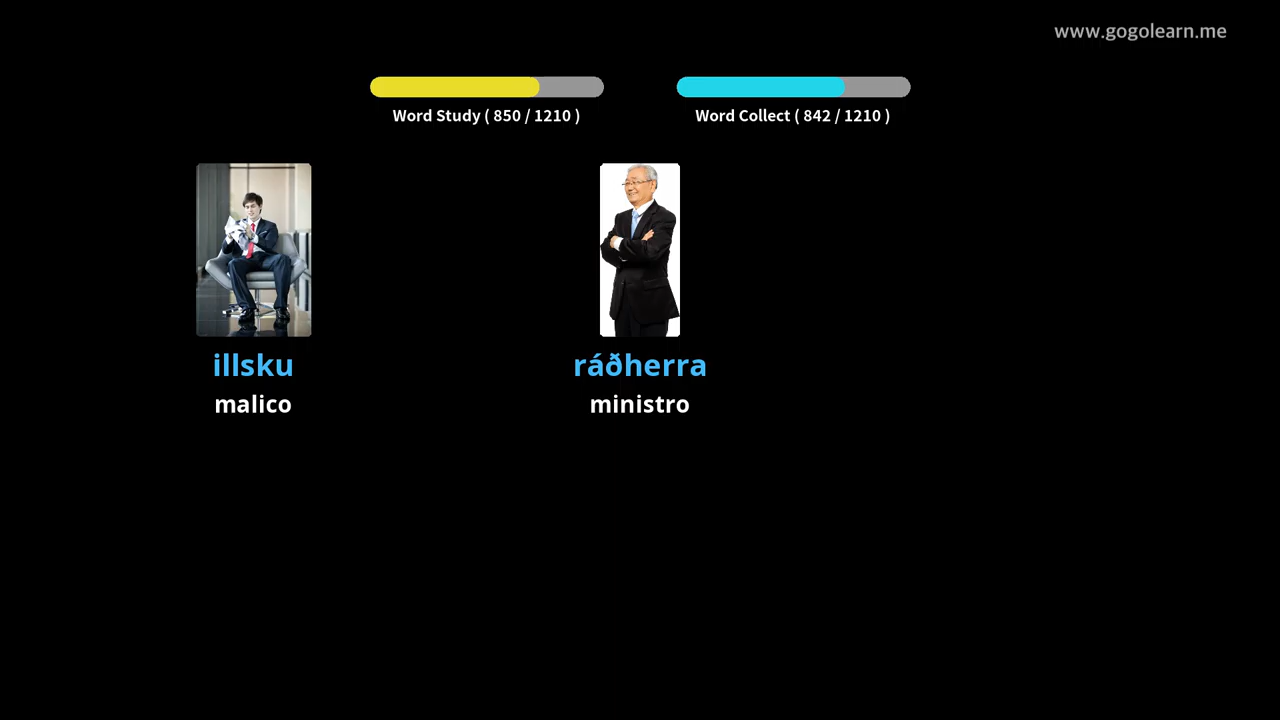 www.gogolearn.me
Word Study ( 850 / 1210 )
Word Collect ( 842 / 1210 )
illsku
malico
ráðherra
ministro